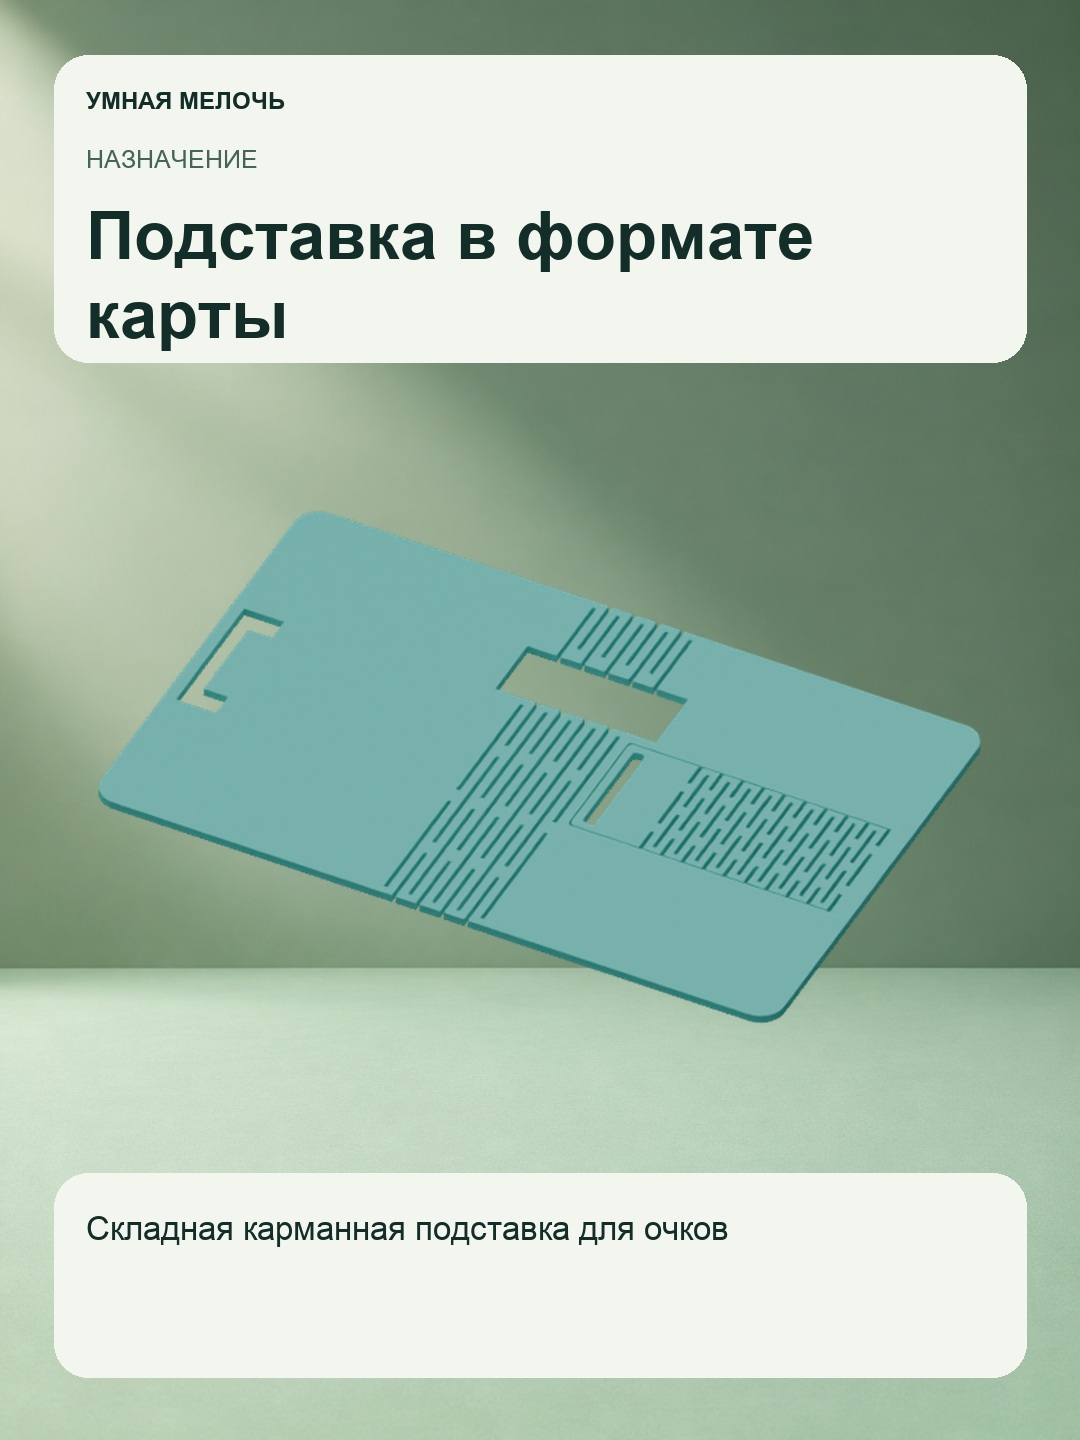 УМНАЯ МЕЛОЧЬ
НАЗНАЧЕНИЕ
Подставка в формате
карты
Складная карманная подставка для очков